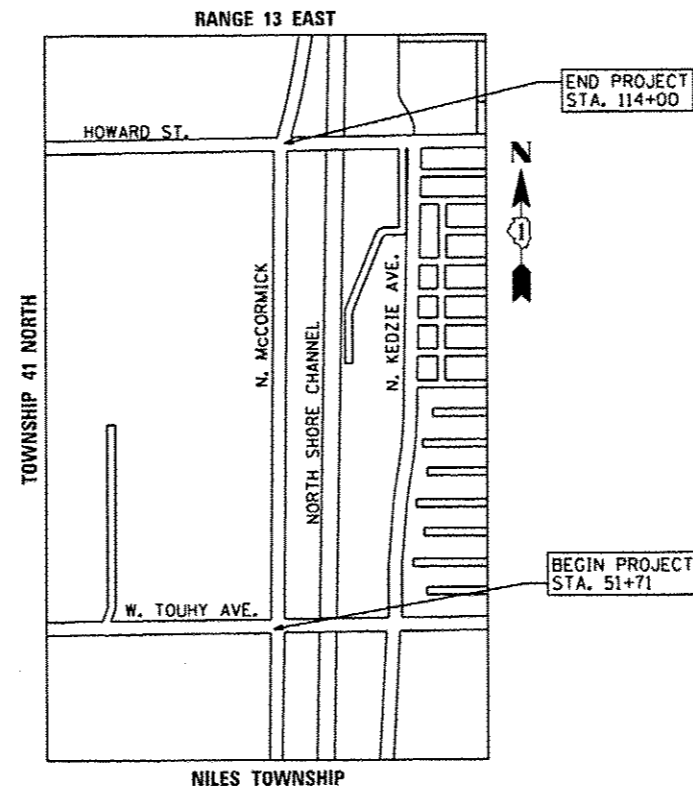 RANGE 13 EAST
END PROJECT
STA. 114+00
HOWARD ST.
N
1
TOWNSHIP 41 NORTH
N. McCORMICK
NORTH SHORE CHANNEL
N. KEDZIE AVE.
BEGIN PROJECT
STA. 51+71
W. TOUHY AVE.
NILES TOWNSHIP